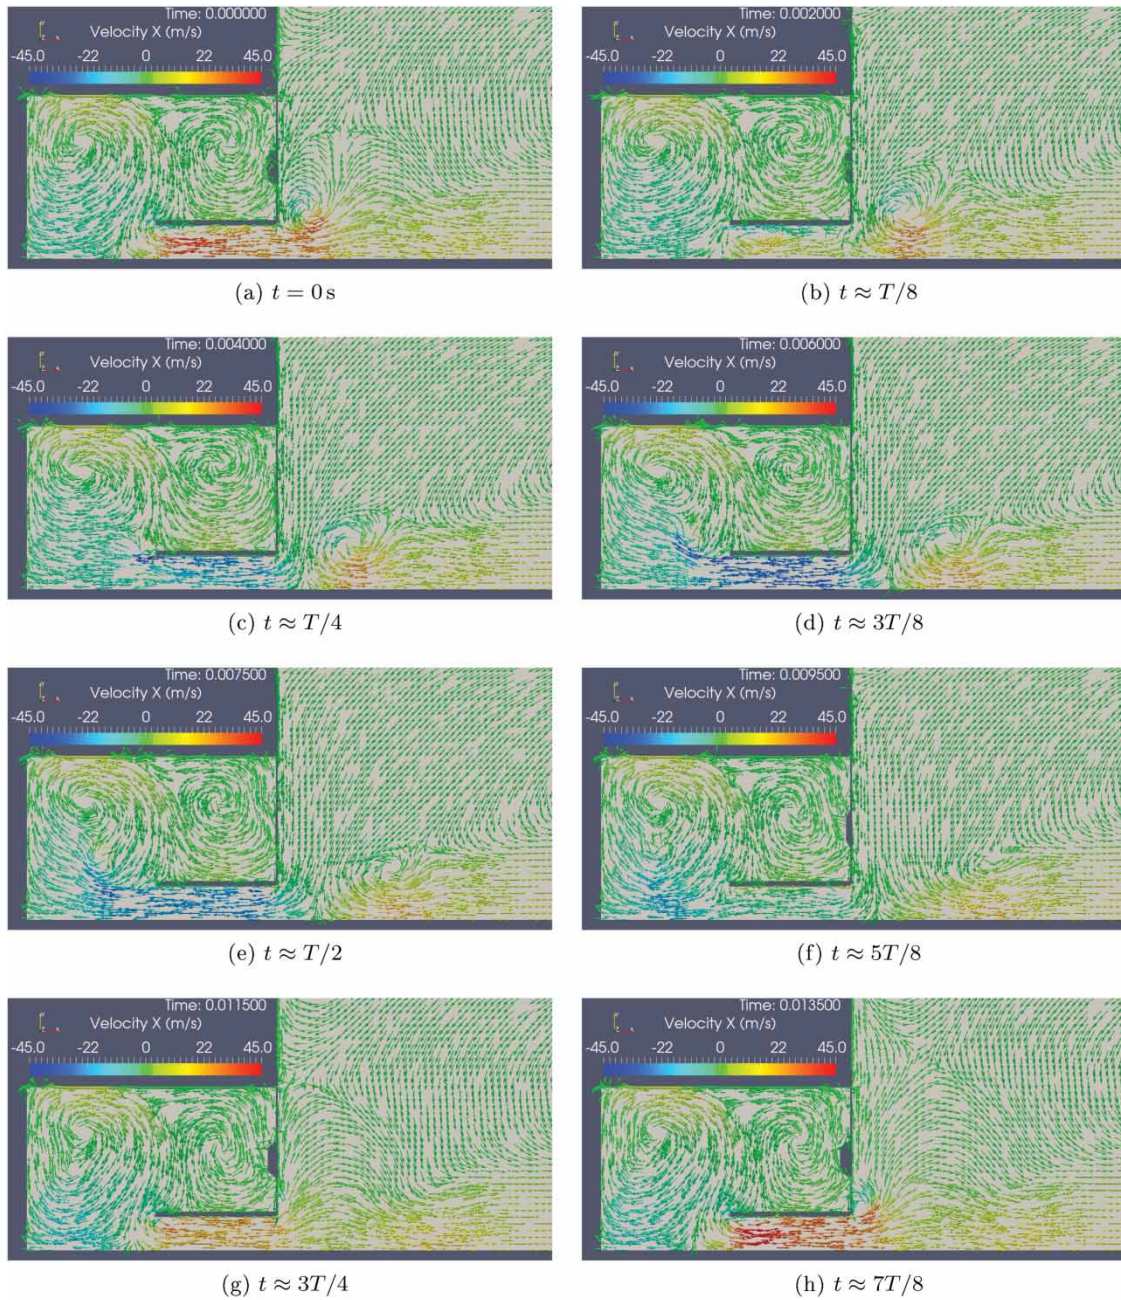 Time: 0.000000
Velocity X (m/s)
-45.0 -22 0 22 45.0
(a) t = 0 s
Time: 0.002000
Velocity X (m/s)
-45.0 -22 0 22 45.0
(b) t ≈ T/8
Time: 0.004000
Velocity X (m/s)
-45.0 -22 0 22 45.0
(c) t ≈ T/4
Time: 0.006000
Velocity X (m/s)
-45.0 -22 0 22 45.0
(d) t ≈ 3T/8
Time: 0.007500
Velocity X (m/s)
-45.0 -22 0 22 45.0
(e) t ≈ T/2
Time: 0.009500
Velocity X (m/s)
-45.0 -22 0 22 45.0
(f) t ≈ 5T/8
Time: 0.011500
Velocity X (m/s)
-45.0 -22 0 22 45.0
(g) t ≈ 3T/4
Time: 0.013500
Velocity X (m/s)
-45.0 -22 0 22 45.0
(h) t ≈ 7T/8